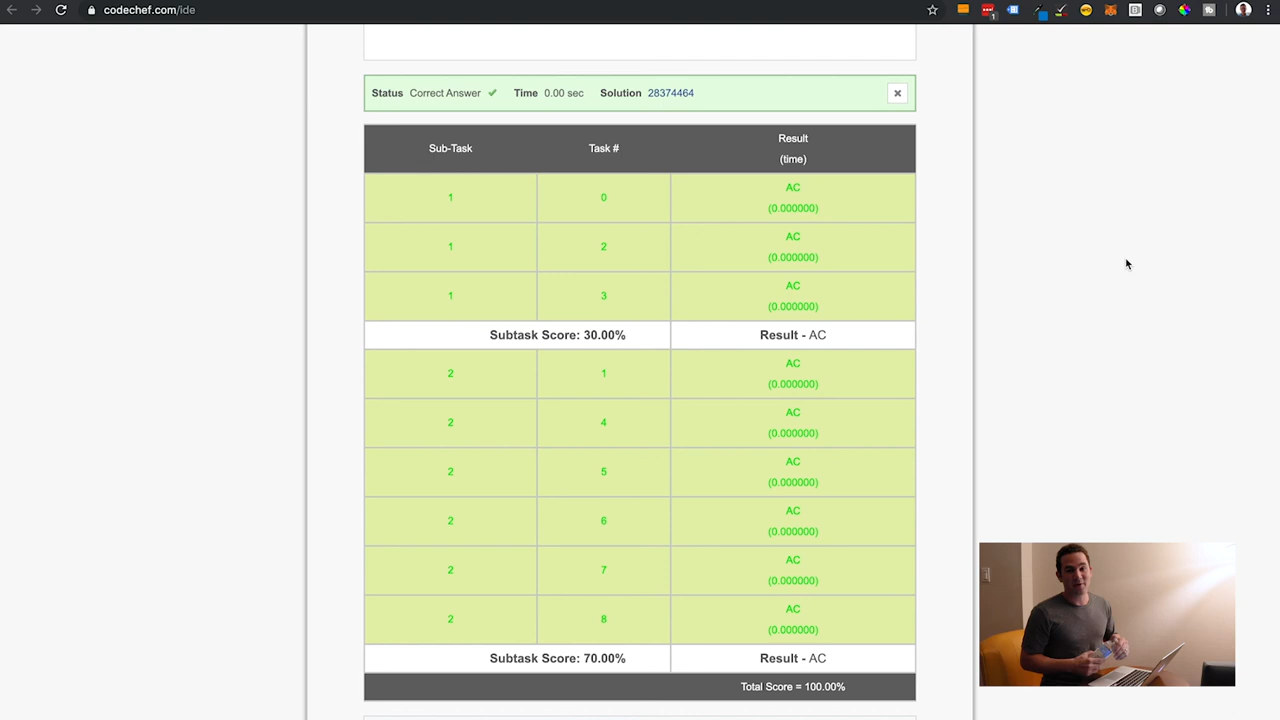 codechef.com/ide
Status Correct Answer Time 0.00 sec Solution 28374464
Sub-Task Task # Result
(time)
1 0 AC
(0.000000)
1 2 AC
(0.000000)
1 3 AC
(0.000000)
Subtask Score: 30.00% Result - AC
2 1 AC
(0.000000)
2 4 AC
(0.000000)
2 5 AC
(0.000000)
2 6 AC
(0.000000)
2 7 AC
(0.000000)
2 8 AC
(0.000000)
Subtask Score: 70.00% Result - AC
Total Score = 100.00%